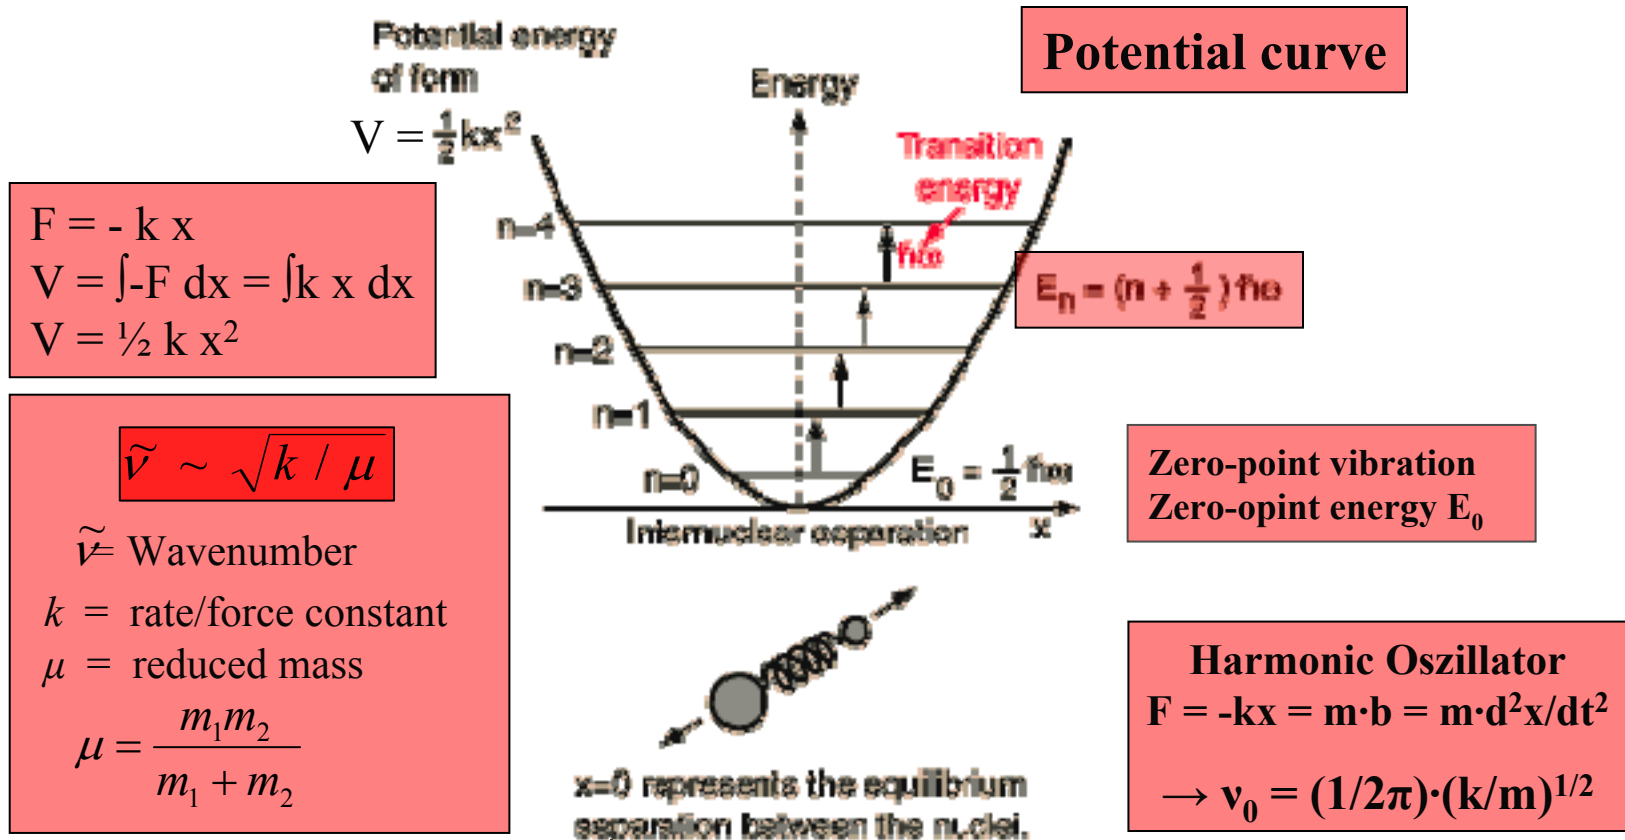 Potential energy
of form
V = ½kx²
Potential curve
Energy
Transition
energy
ħω
F = - k x
V = ∫-F dx = ∫k x dx
V = ½ k x²
n=4
n=3
n=2
n=1
n=0
Eₙ = (n + ½) ħω
E₀ = ½ ħω
Internuclear separation
x
ν̃ ~ √k / μ
ν̃ = Wavenumber
k = rate/force constant
μ = reduced mass
μ = m₁m₂ / m₁ + m₂
Zero-point vibration
Zero-opint energy E₀
x=0 represents the equilibrium
separation between the nuclei.
Harmonic Oszillator
F = -kx = m·b = m·d²x/dt²
→ ν₀ = (1/2π)·(k/m)^1/2